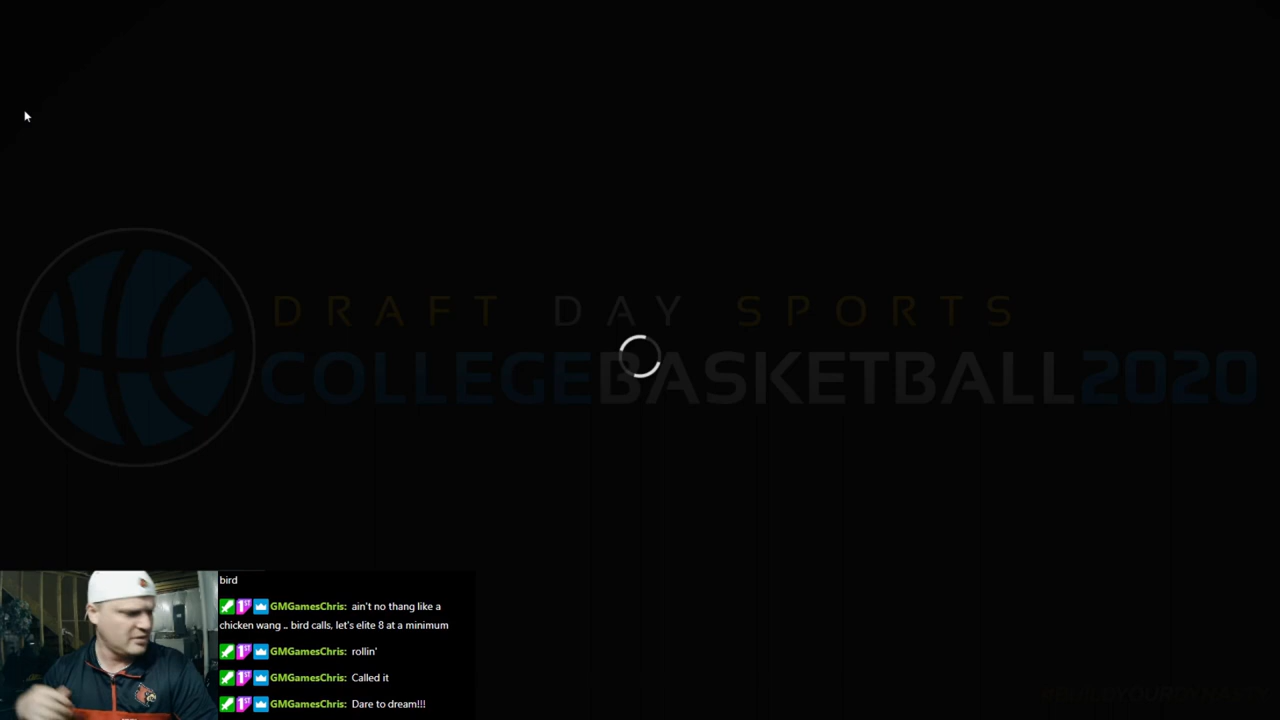 DRAFT DAY SPORTS
COLLEGEBASKETBALL2020
bird
GMGamesChris: ain't no thang like a
chicken wang .. bird calls, let's elite 8 at a minimum
GMGamesChris: rollin'
GMGamesChris: Called it
GMGamesChris: Dare to dream!!!
#BUILDYOURDYNASTY